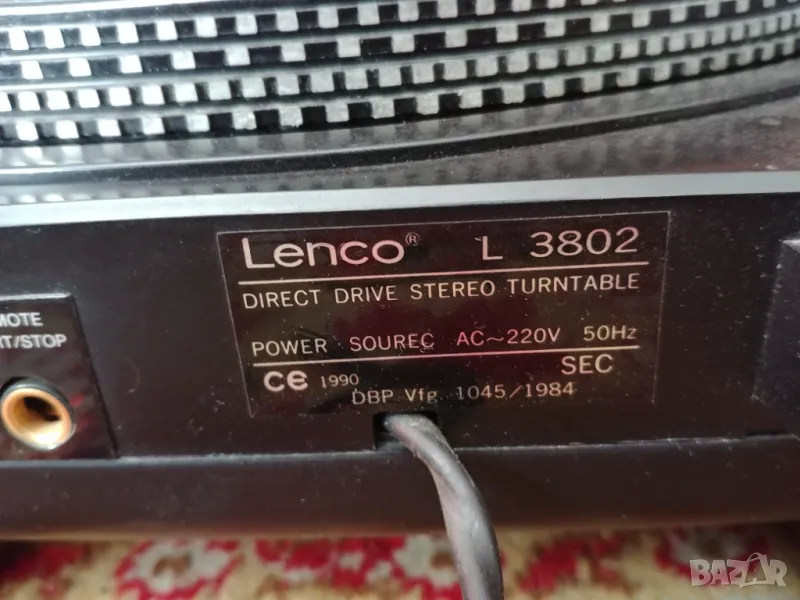 Lenco® L 3802
DIRECT DRIVE STEREO TURNTABLE
POWER SOUREC AC~220V 50Hz
CE 1990 SEC
DBP Vfg 1045/1984
MOTE
T/STOP
BAZAR